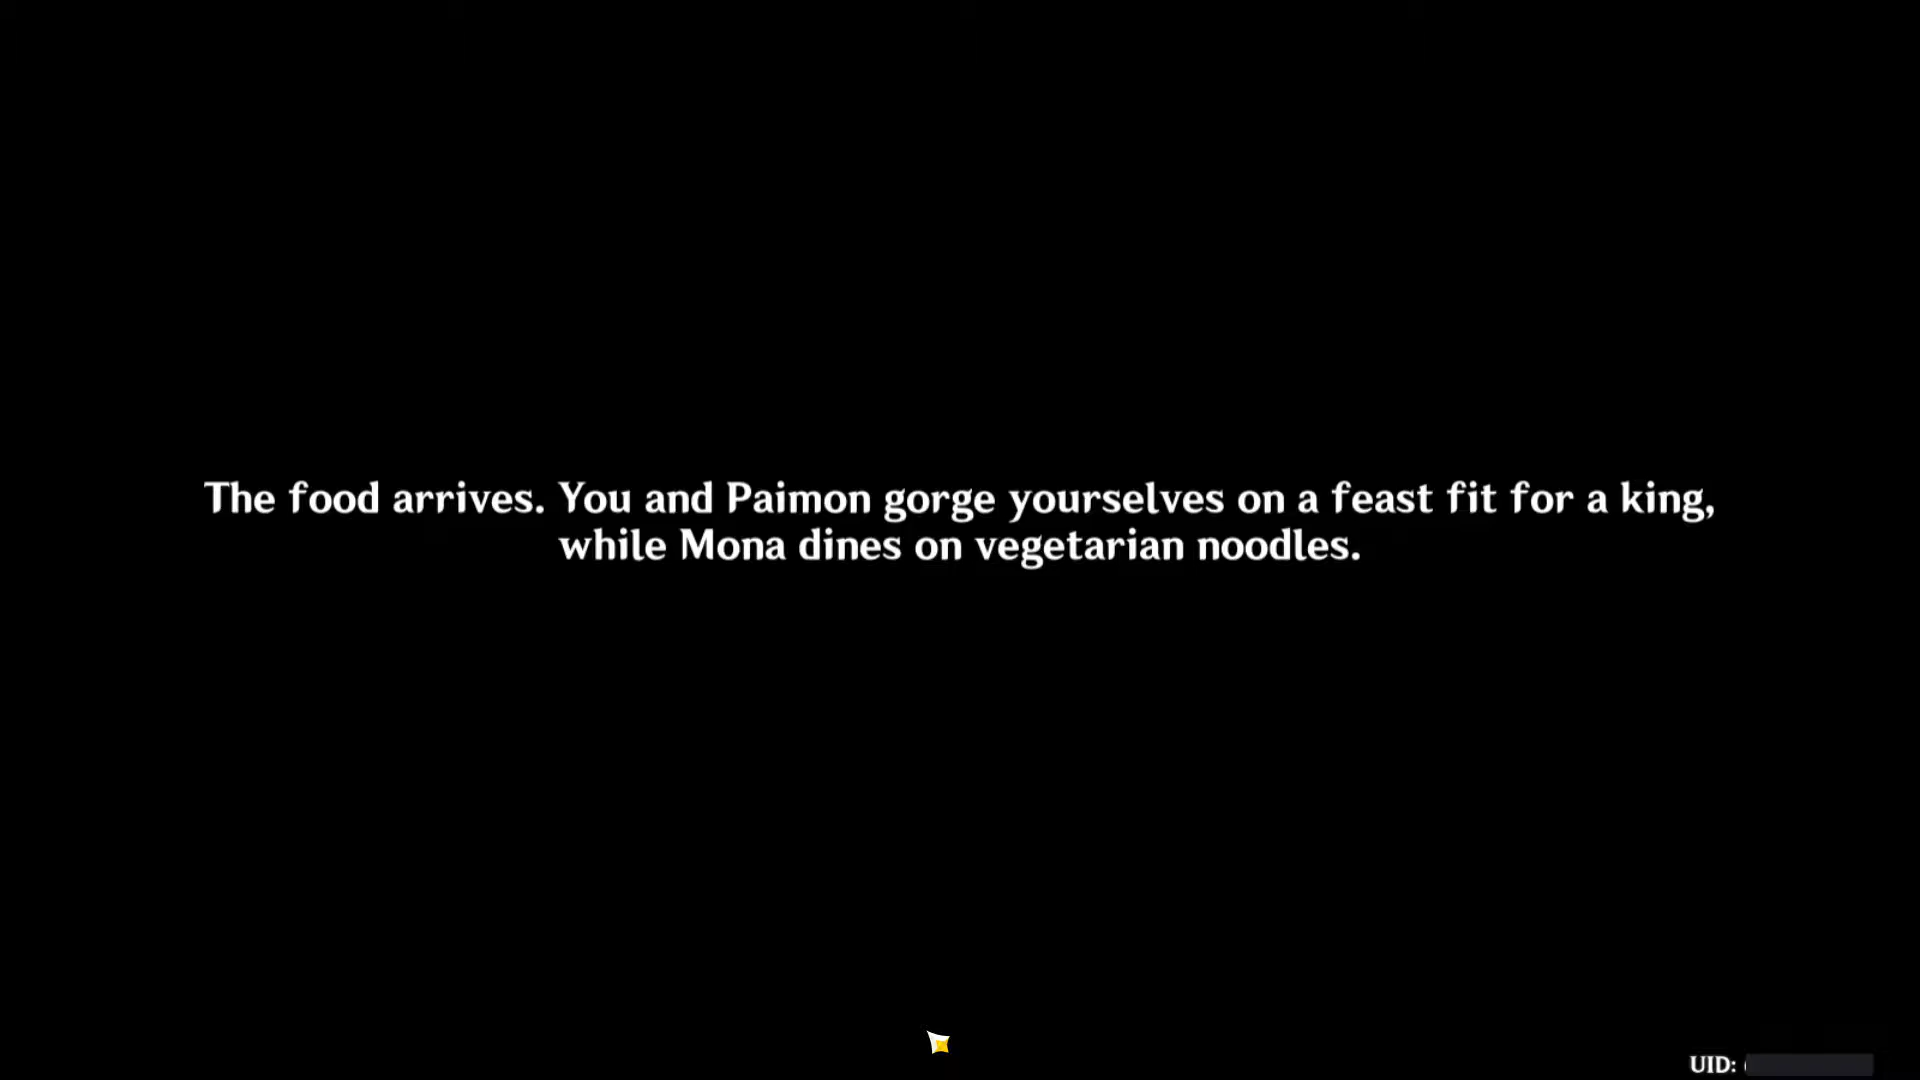 The food arrives. You and Paimon gorge yourselves on a feast fit for a king,
while Mona dines on vegetarian noodles.
UID: